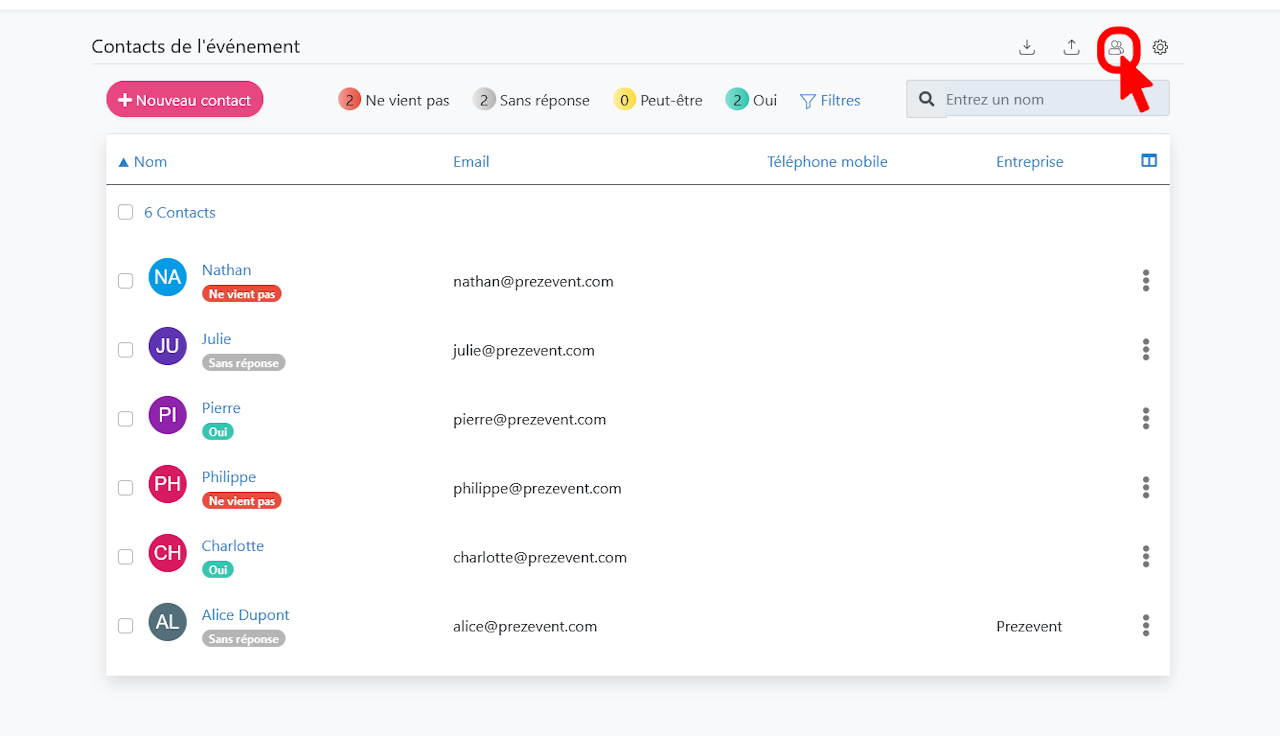 Contacts de l'événement
Nouveau contact
2 Ne vient pas 2 Sans réponse 0 Peut-être 2 Oui Filtres Entrez un nom
Nom Email Téléphone mobile Entreprise
6 Contacts
NA Nathan
Ne vient pas
nathan@prezevent.com
JU Julie
Sans réponse
julie@prezevent.com
PI Pierre
Oui
pierre@prezevent.com
PH Philippe
Ne vient pas
philippe@prezevent.com
CH Charlotte
Oui
charlotte@prezevent.com
AL Alice Dupont
Sans réponse
alice@prezevent.com Prezevent